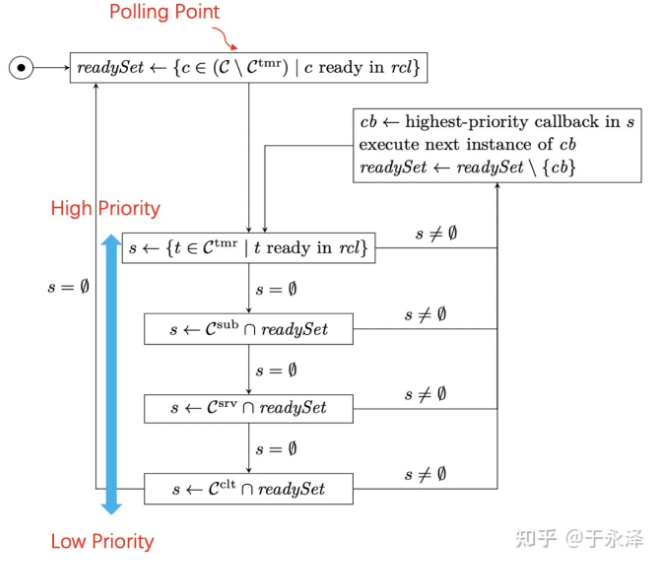 Polling Point
readySet ← {c ∈ (𝒞 \ 𝒞^tmr) | c ready in rcl}
cb ← highest-priority callback in s
execute next instance of cb
readySet ← readySet \ {cb}
High Priority
s ← {t ∈ 𝒞^tmr | t ready in rcl}
s ≠ ∅
s = ∅
s = ∅
s ← 𝒞^sub ∩ readySet
s ≠ ∅
s = ∅
s ← 𝒞^srv ∩ readySet
s ≠ ∅
s = ∅
s ← 𝒞^clt ∩ readySet
s ≠ ∅
Low Priority
知乎 @于永泽